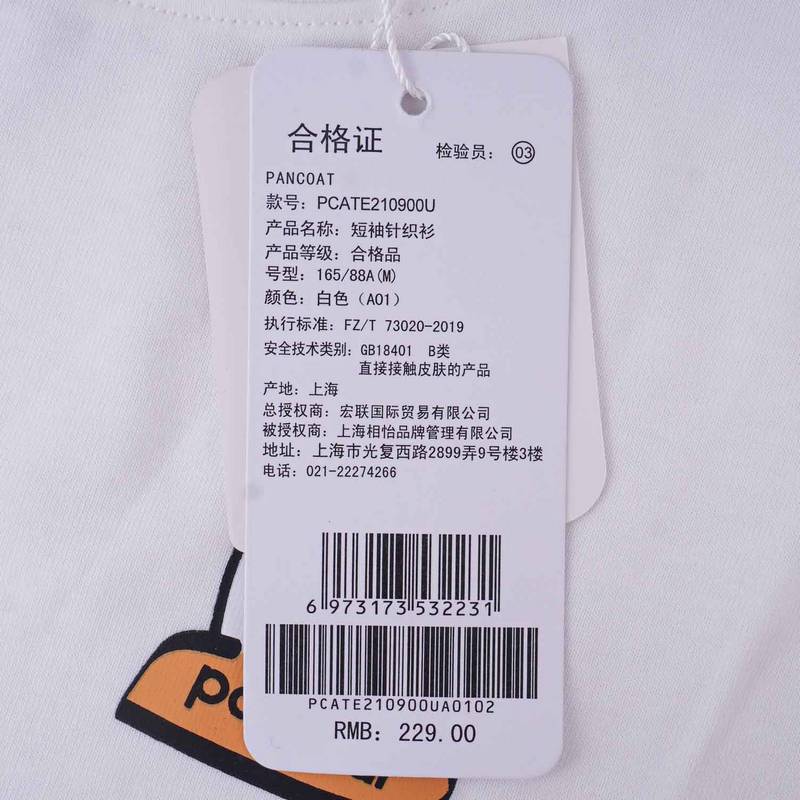 合格证
检验员： 03
PANCOAT
款号：PCATE210900U
产品名称：短袖针织衫
产品等级：合格品
号型：165/88A(M)
颜色：白色（A01）
执行标准：FZ/T 73020-2019
安全技术类别：GB18401 B类
直接接触皮肤的产品
产地：上海
总授权商：宏联国际贸易有限公司
被授权商：上海相怡品牌管理有限公司
地址：上海市光复西路2899弄9号楼3楼
电话：021-22274266
6 973173 532231
PCATE210900UA0102
RMB：229.00